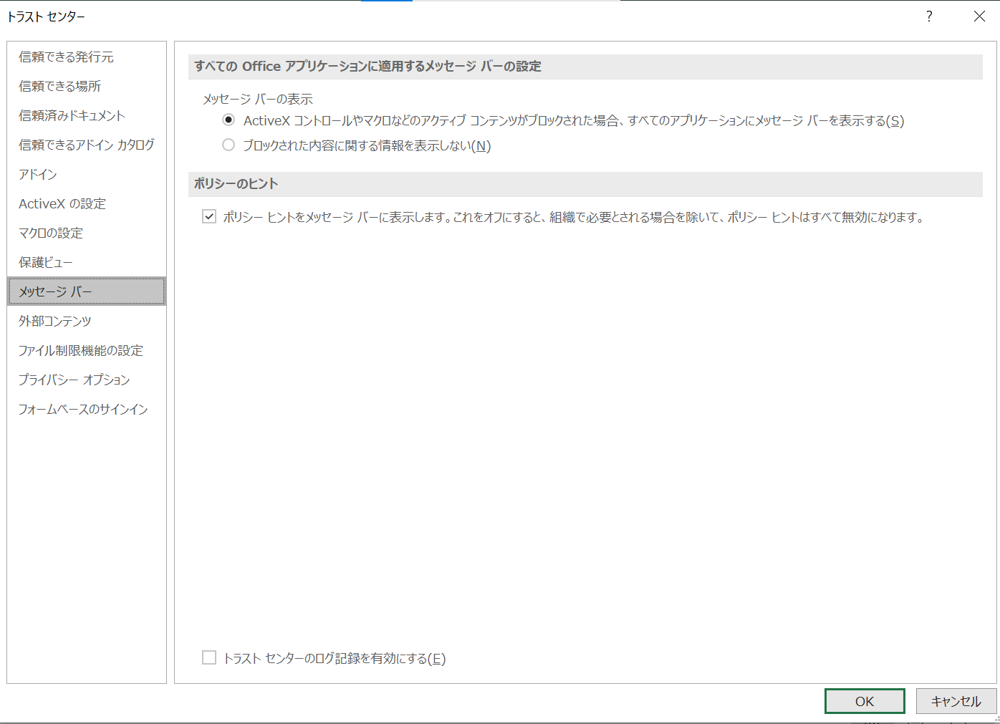 トラスト センター
?
信頼できる発行元
信頼できる場所
信頼済みドキュメント
信頼できるアドイン カタログ
アドイン
ActiveX の設定
マクロの設定
保護ビュー
メッセージ バー
外部コンテンツ
ファイル制限機能の設定
プライバシー オプション
フォームベースのサインイン
すべての Office アプリケーションに適用するメッセージ バーの設定
メッセージ バーの表示
ActiveX コントロールやマクロなどのアクティブ コンテンツがブロックされた場合、すべてのアプリケーションにメッセージ バーを表示する(S)
ブロックされた内容に関する情報を表示しない(N)
ポリシーのヒント
ポリシー ヒントをメッセージ バーに表示します。これをオフにすると、組織で必要とされる場合を除いて、ポリシー ヒントはすべて無効になります。
トラスト センターのログ記録を有効にする(E)
OK
キャンセル